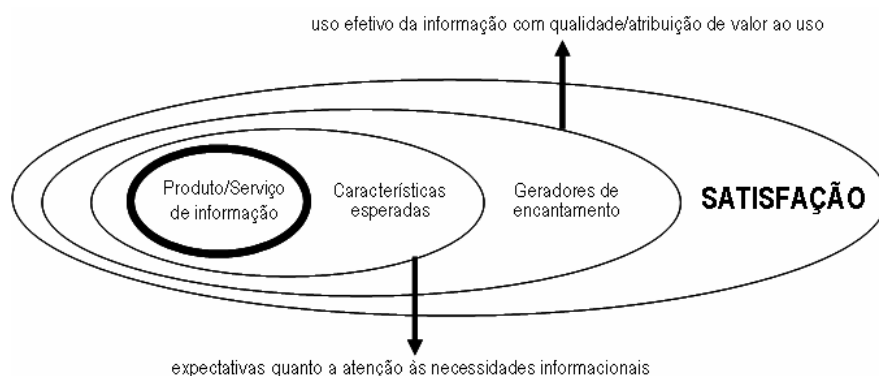 uso efetivo da informação com qualidade/atribuição de valor ao uso
Produto/Serviço
de informação
Características
esperadas
Geradores de
encantamento
SATISFAÇÃO
expectativas quanto a atenção às necessidades informacionais